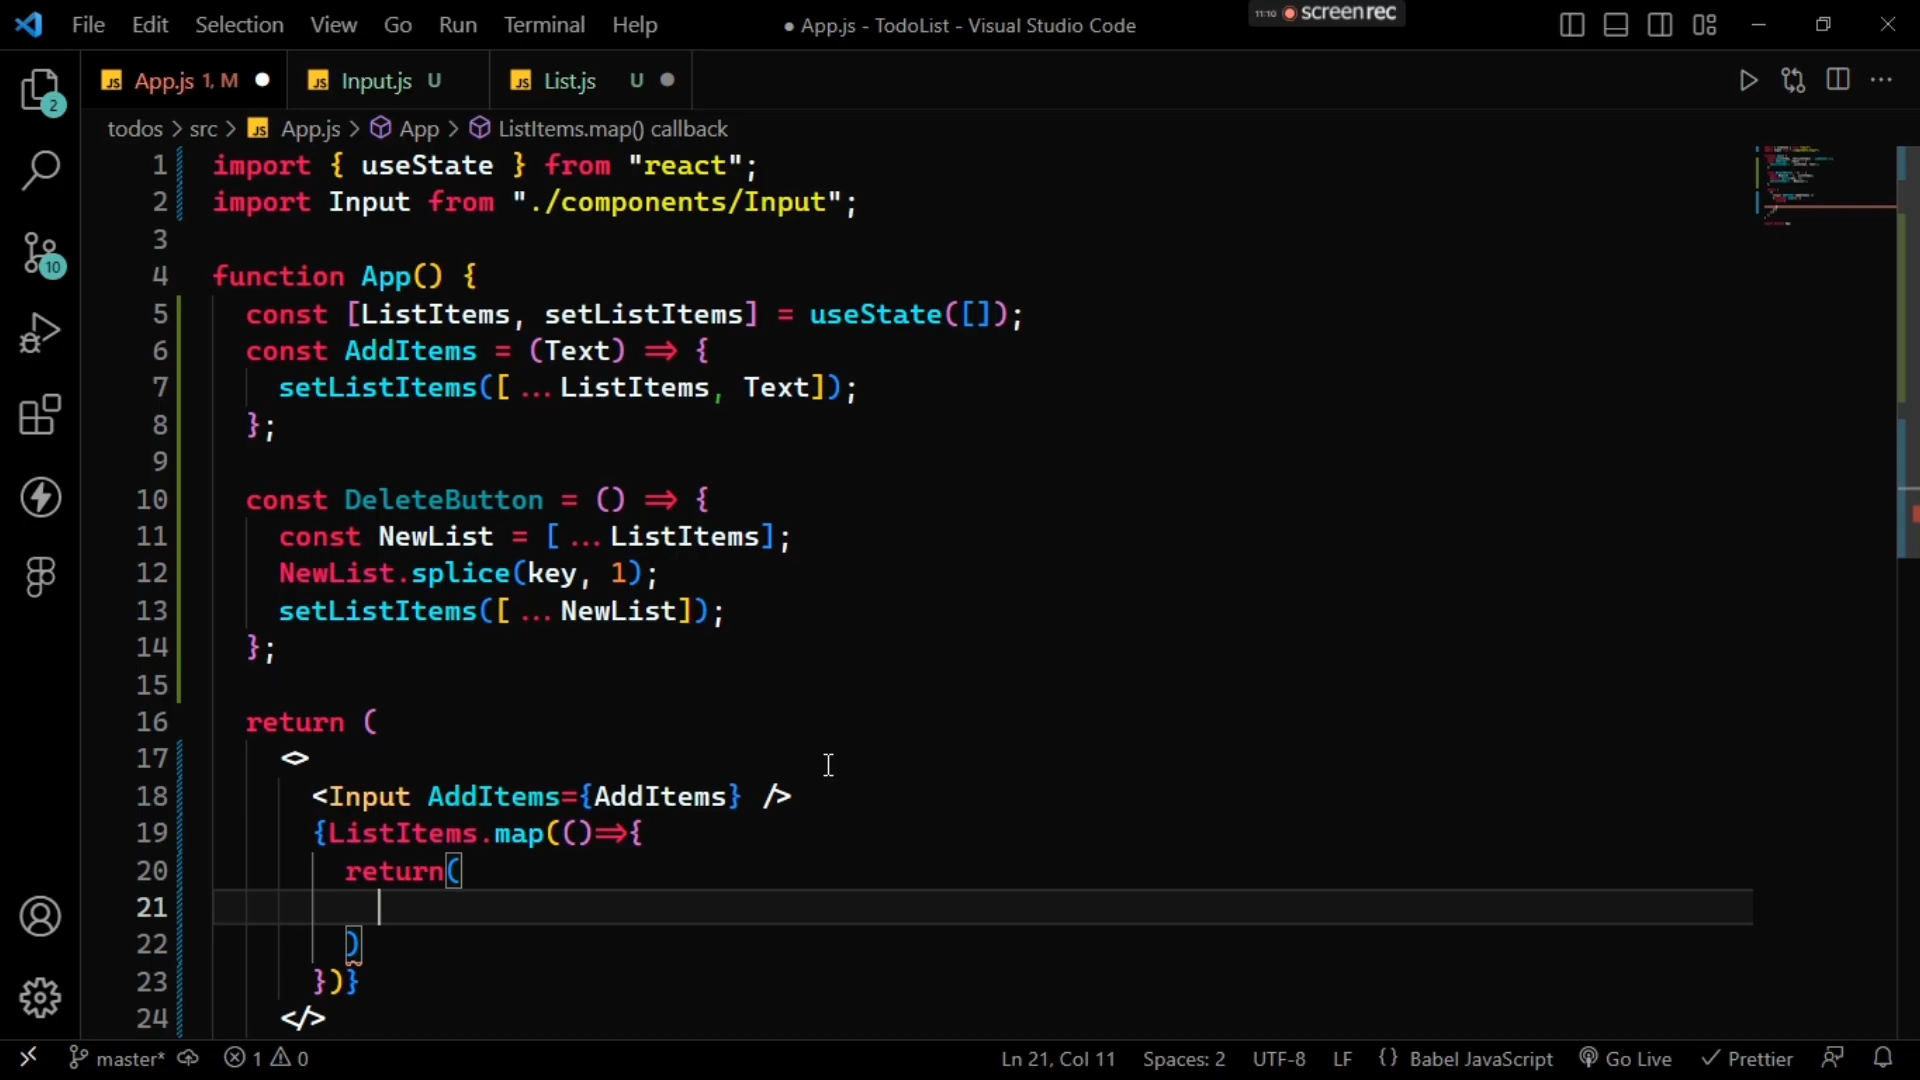 File Edit Selection View Go Run Terminal Help
● App.js - TodoList - Visual Studio Code
11:10 screenrec
App.js 1, M
Input.js U
List.js U
todos > src > App.js > App > ListItems.map() callback
1 import { useState } from "react";
2 import Input from "./components/Input";
3
4 function App() {
5 const [ListItems, setListItems] = useState([]);
6 const AddItems = (Text) => {
7 setListItems([...ListItems, Text]);
8 };
9
10 const DeleteButton = () => {
11 const NewList = [...ListItems];
12 NewList.splice(key, 1);
13 setListItems([...NewList]);
14 };
15
16 return (
17 <>
18 <Input AddItems={AddItems} />
19 {ListItems.map(()=>{
20 return(
21
22 )
23 })}
24 </>
2
10
master* 1 0
Ln 21, Col 11 Spaces: 2 UTF-8 LF {} Babel JavaScript Go Live Prettier